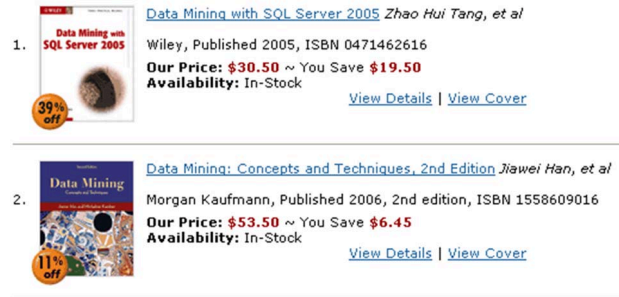 1.
WILEY
Data Mining with
SQL Server 2005
39%
off
Data Mining with SQL Server 2005 Zhao Hui Tang, et al
Wiley, Published 2005, ISBN 0471462616
Our Price: $30.50 ~ You Save $19.50
Availability: In-Stock
View Details | View Cover
2.
Data Mining
Concepts and Techniques
11%
off
Data Mining: Concepts and Techniques, 2nd Edition Jiawei Han, et al
Morgan Kaufmann, Published 2006, 2nd edition, ISBN 1558609016
Our Price: $53.50 ~ You Save $6.45
Availability: In-Stock
View Details | View Cover